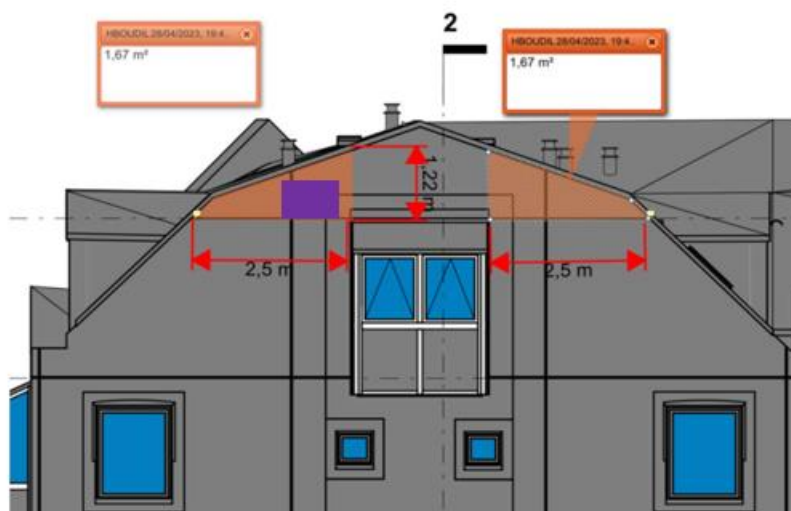 2
HBOUDIL 28/04/2023, 19:4..
1,67 m²
HBOUDIL 28/04/2023, 19:4..
1,67 m²
1,22 m
2,5 m
2,5 m